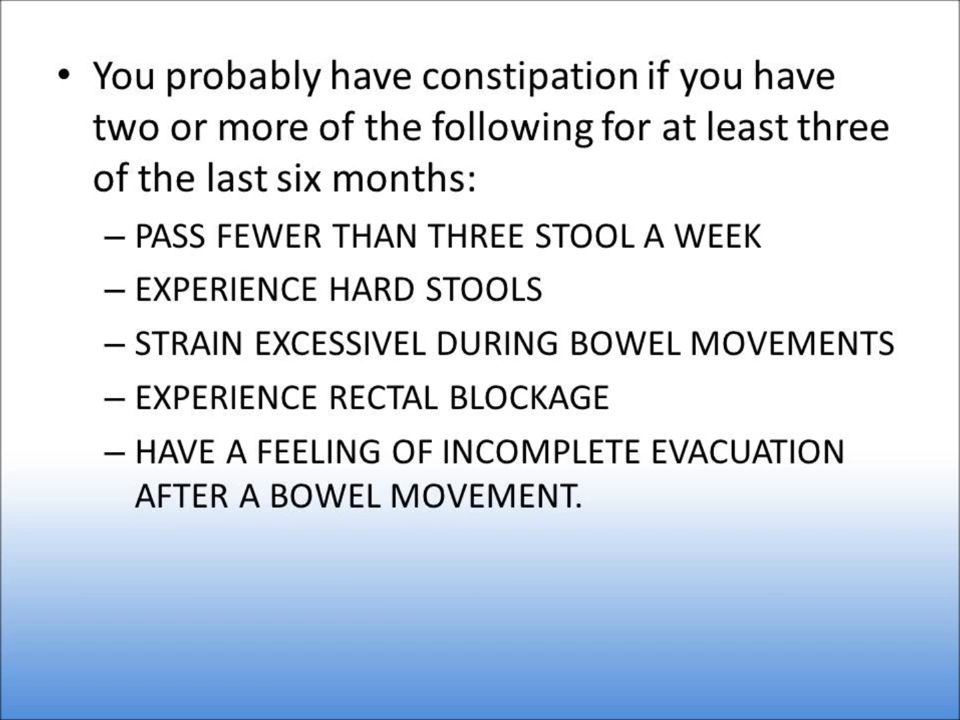 • You probably have constipation if you have
two or more of the following for at least three
of the last six months:
– PASS FEWER THAN THREE STOOL A WEEK
– EXPERIENCE HARD STOOLS
– STRAIN EXCESSIVEL DURING BOWEL MOVEMENTS
– EXPERIENCE RECTAL BLOCKAGE
– HAVE A FEELING OF INCOMPLETE EVACUATION
AFTER A BOWEL MOVEMENT.